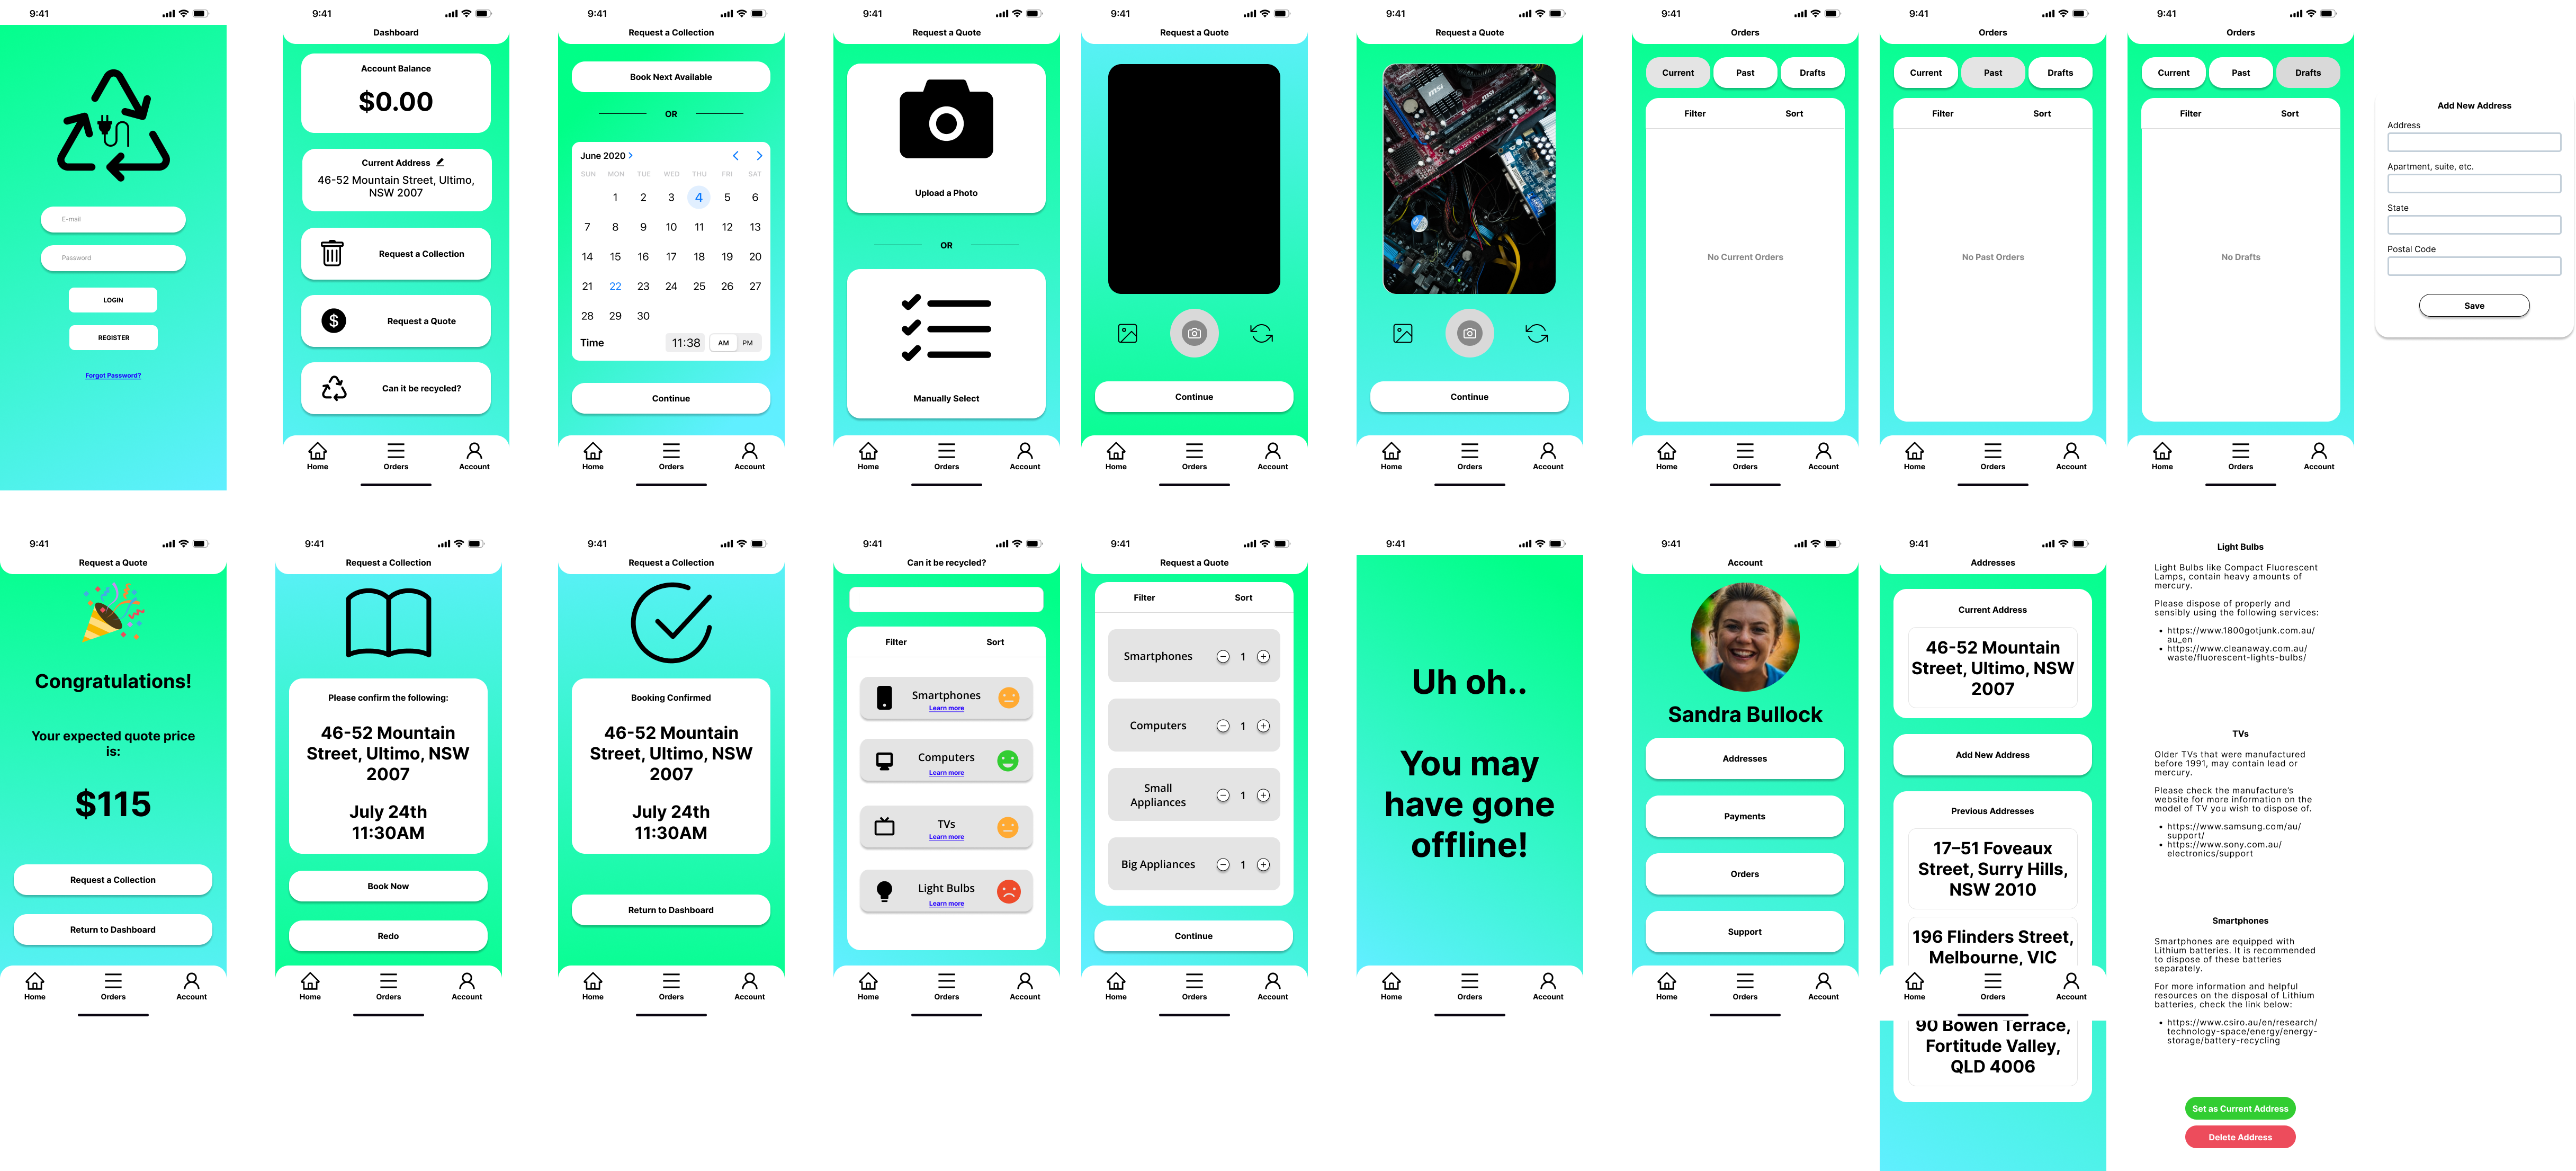 9:41
E-mail
Password
LOGIN
REGISTER
Forgot Password?
9:41
Dashboard
Account Balance
$0.00
Current Address
46-52 Mountain Street, Ultimo,
NSW 2007
Request a Collection
Request a Quote
Can it be recycled?
Home
Orders
Account
9:41
Request a Collection
Book Next Available
OR
June 2020
SUN MON TUE WED THU FRI SAT
1 2 3 4 5 6
7 8 9 10 11 12 13
14 15 16 17 18 19 20
21 22 23 24 25 26 27
28 29 30
Time 11:38 AM PM
Continue
Home
Orders
Account
9:41
Request a Quote
Upload a Photo
OR
Manually Select
Home
Orders
Account
9:41
Request a Quote
Continue
Home
Orders
Account
9:41
Request a Quote
Continue
Home
Orders
Account
9:41
Orders
Current Past Drafts
Filter Sort
No Current Orders
Home
Orders
Account
9:41
Orders
Current Past Drafts
Filter Sort
No Past Orders
Home
Orders
Account
9:41
Orders
Current Past Drafts
Filter Sort
No Drafts
Home
Orders
Account
Add New Address
Address
Apartment, suite, etc.
State
Postal Code
Save
9:41
Request a Quote
Congratulations!
Your expected quote price
is:
$115
Request a Collection
Return to Dashboard
Home
Orders
Account
9:41
Request a Collection
Please confirm the following:
46-52 Mountain
Street, Ultimo, NSW
2007
July 24th
11:30AM
Book Now
Redo
Home
Orders
Account
9:41
Request a Collection
Booking Confirmed
46-52 Mountain
Street, Ultimo, NSW
2007
July 24th
11:30AM
Return to Dashboard
Home
Orders
Account
9:41
Can it be recycled?
Filter Sort
Smartphones
Learn more
Computers
Learn more
TVs
Learn more
Light Bulbs
Learn more
Home
Orders
Account
9:41
Request a Quote
Filter Sort
Smartphones 1
Computers 1
Small
Appliances 1
Big Appliances 1
Continue
Home
Orders
Account
9:41
Uh oh..
You may
have gone
offline!
Home
Orders
Account
9:41
Account
Sandra Bullock
Addresses
Payments
Orders
Support
Home
Orders
Account
9:41
Addresses
Current Address
46-52 Mountain
Street, Ultimo, NSW
2007
Add New Address
Previous Addresses
17–51 Foveaux
Street, Surry Hills,
NSW 2010
196 Flinders Street,
Melbourne, VIC
Home
Orders
Account
90 Bowen Terrace,
Fortitude Valley,
QLD 4006
Light Bulbs
Light Bulbs like Compact Fluorescent
Lamps, contain heavy amounts of
mercury.
Please dispose of properly and
sensibly using the following services:
• https://www.1800gotjunk.com.au/
au_en
• https://www.cleanaway.com.au/
waste/fluorescent-lights-bulbs/
TVs
Older TVs that were manufactured
before 1991, may contain lead or
mercury.
Please check the manufacture's
website for more information on the
model of TV you wish to dispose of.
• https://www.samsung.com/au/
support/
• https://www.sony.com.au/
electronics/support
Smartphones
Smartphones are equipped with
Lithium batteries. It is recommended
to dispose of these batteries
separately.
For more information and helpful
resources on the disposal of Lithium
batteries, check the link below:
• https://www.csiro.au/en/research/
technology-space/energy/energy-
storage/battery-recycling
Set as Current Address
Delete Address